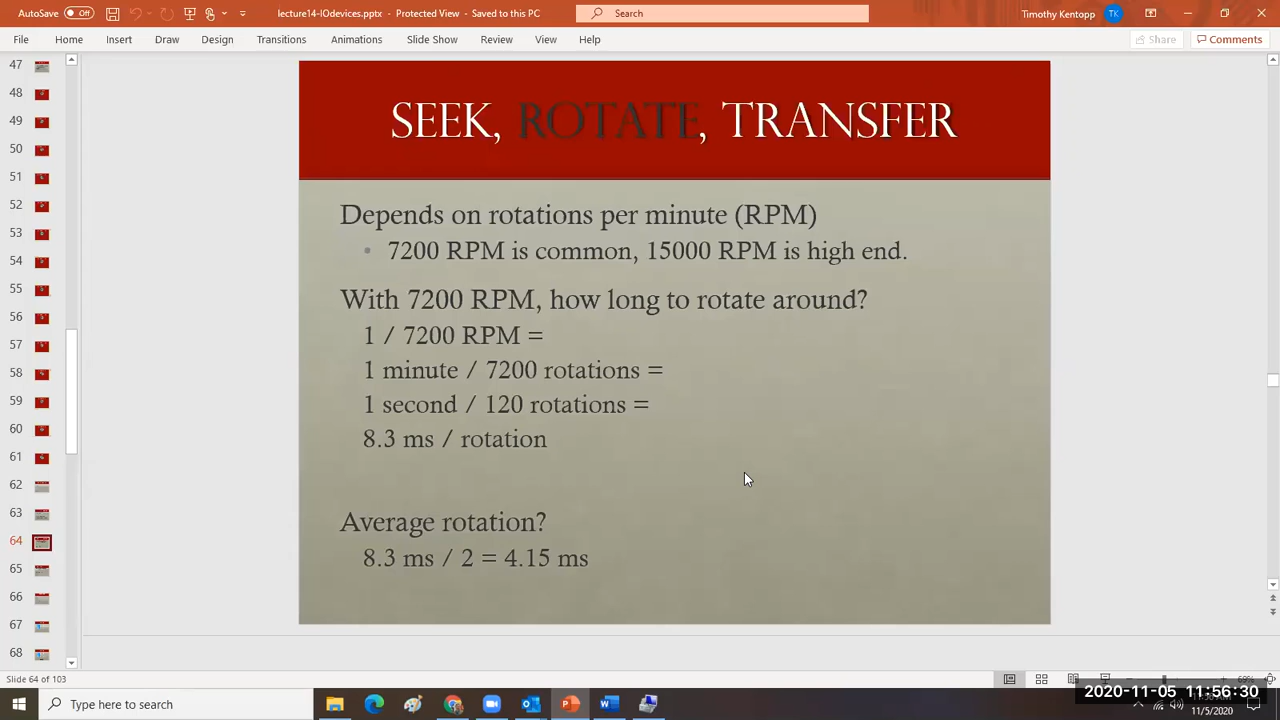 AutoSave Off lecture14-IOdevices.pptx - Protected View - Saved to this PC Search Timothy Kentopp TK
File Home Insert Draw Design Transitions Animations Slide Show Review View Help Share Comments
47
48
49
50
51
52
53
54
55
56
57
58
59
60
61
62
63
64
65
66
67
68
SEEK, ROTATE, TRANSFER
Depends on rotations per minute (RPM)
• 7200 RPM is common, 15000 RPM is high end.
With 7200 RPM, how long to rotate around?
1 / 7200 RPM =
1 minute / 7200 rotations =
1 second / 120 rotations =
8.3 ms / rotation
Average rotation?
8.3 ms / 2 = 4.15 ms
Slide 64 of 103
2020-11-05 11:56:30
Type here to search
11/5/2020